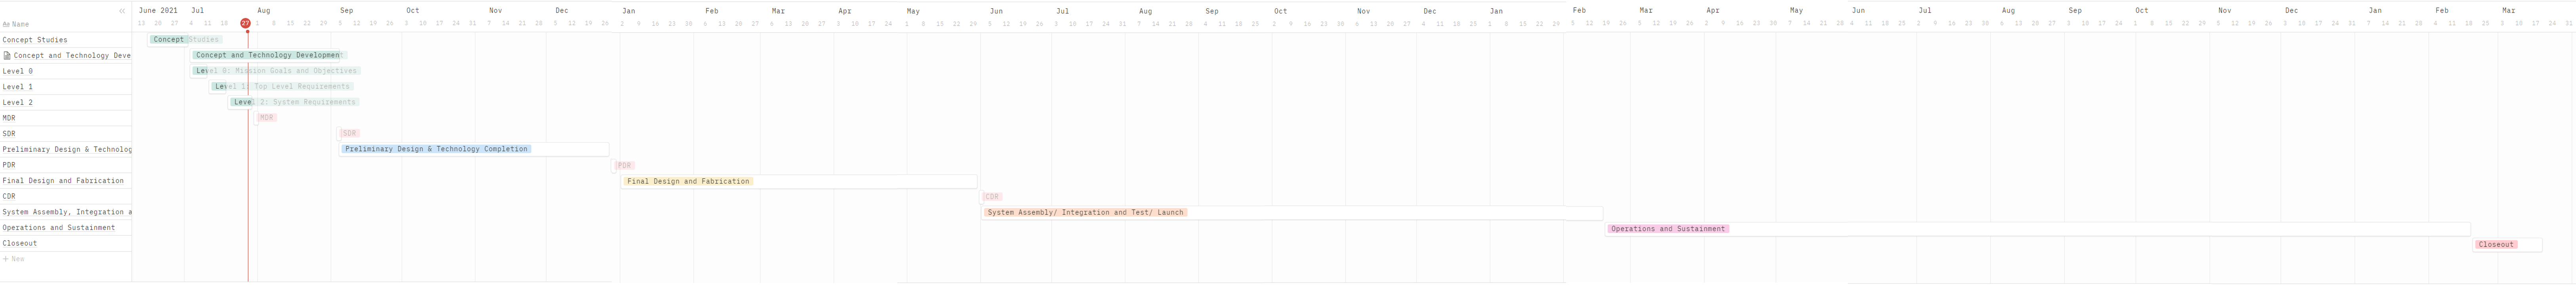 June 2021 Jul Aug Sep Oct Nov Dec Jan Feb Mar Apr May Jun Jul Aug Sep Oct Nov Dec Jan Feb Mar Apr May Jun Jul Aug Sep Oct Nov Dec Jan Feb Mar
Aa Name
13 20 27 4 11 18 27 1 8 15 22 29 5 12 19 26 3 10 17 24 31 7 14 21 28 5 12 19 26 2 9 16 23 30 6 13 20 27 6 13 20 27 3 10 17 24 1 8 15 22 29 5 12 19 26 3 10 17 24 31 7 14 21 28 4 11 18 25 2 9 16 23 30 6 13 20 27 4 11 18 25 1 8 15 22 29 5 12 19 26 5 12 19 26 2 9 16 23 30 7 14 21 28 4 11 18 25 2 9 16 23 30 6 13 20 27 3 10 17 24 1 8 15 22 29 5 12 19 26 3 10 17 24 31 7 14 21 28 4 11 18 25 3 10 17 24 31
Concept Studies Concept Studies
Concept and Technology Deve Concept and Technology Development
Level 0 Level 0: Mission Goals and Objectives
Level 1 Level 1: Top Level Requirements
Level 2 Level 2: System Requirements
MDR MDR
SDR SDR
Preliminary Design & Technolog Preliminary Design & Technology Completion
PDR PDR
Final Design and Fabrication Final Design and Fabrication
CDR CDR
System Assembly, Integration a System Assembly/ Integration and Test/ Launch
Operations and Sustainment Operations and Sustainment
Closeout Closeout
+ New